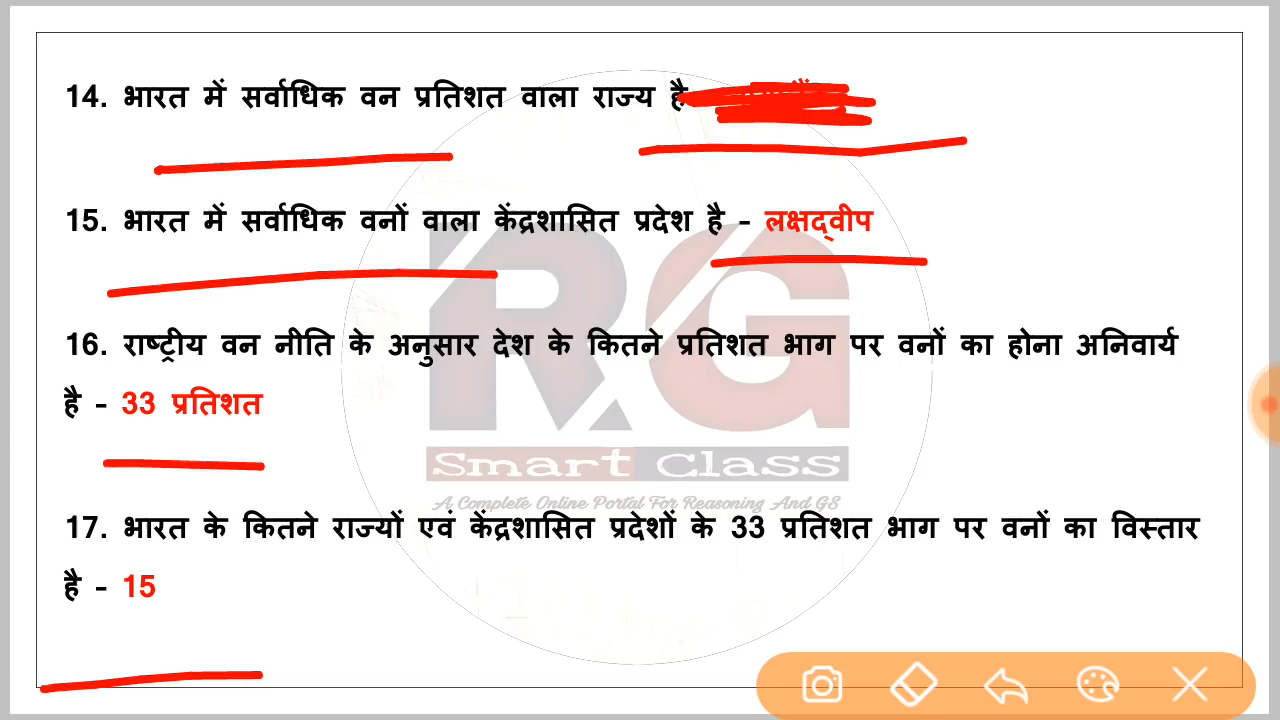 14. भारत में सर्वाधिक वन प्रतिशत वाला राज्य है
15. भारत में सर्वाधिक वनों वाला केंद्रशासित प्रदेश है - लक्षद्वीप
16. राष्ट्रीय वन नीति के अनुसार देश के कितने प्रतिशत भाग पर वनों का होना अनिवार्य
है - 33 प्रतिशत
RG
Smart Class
A Complete Online Portal For Reasoning And GS
17. भारत के कितने राज्यों एवं केंद्रशासित प्रदेशों के 33 प्रतिशत भाग पर वनों का विस्तार
है - 15